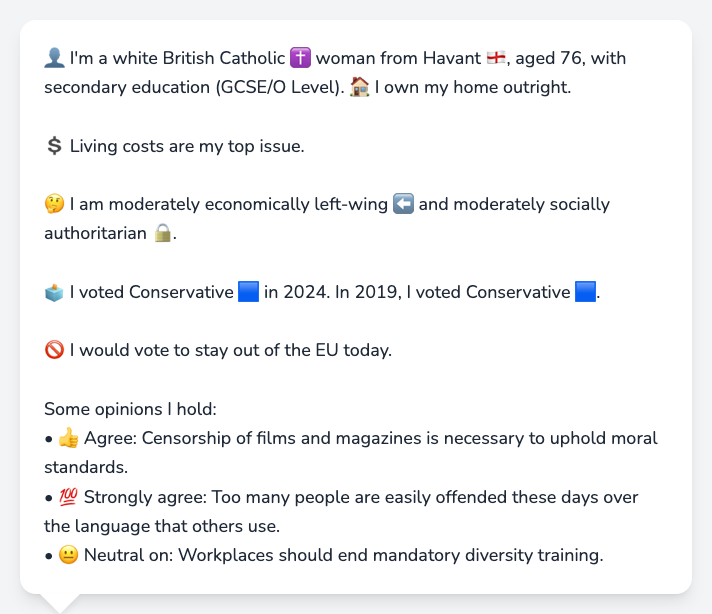 👤 I'm a white British Catholic ✝️ woman from Havant 🏴󠁧󠁢󠁥󠁮󠁧󠁿, aged 76, with
secondary education (GCSE/O Level). 🏠 I own my home outright.
💲 Living costs are my top issue.
🤔 I am moderately economically left-wing ⬅️ and moderately socially
authoritarian 🔒.
🗳️ I voted Conservative 🟦 in 2024. In 2019, I voted Conservative 🟦.
🚫 I would vote to stay out of the EU today.
Some opinions I hold:
• 👍 Agree: Censorship of films and magazines is necessary to uphold moral
standards.
• 💯 Strongly agree: Too many people are easily offended these days over
the language that others use.
• 😐 Neutral on: Workplaces should end mandatory diversity training.